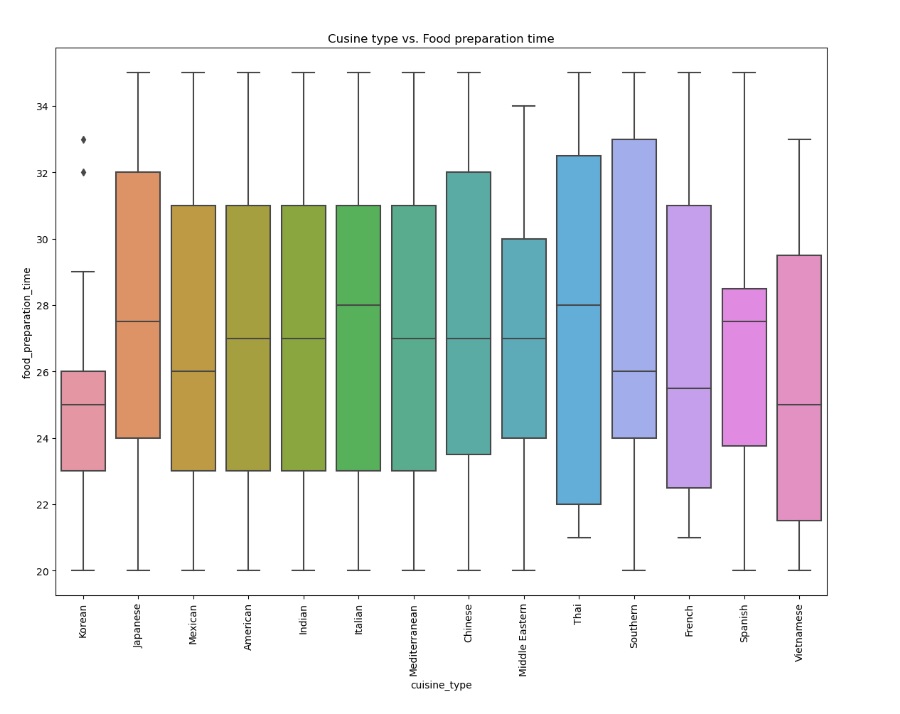 Cusine type vs. Food preparation time
food_preparation_time
34
32
30
28
26
24
22
20
Korean
Japanese
Mexican
American
Indian
Italian
Mediterranean
Chinese
Middle Eastern
Thai
Southern
French
Spanish
Vietnamese
cuisine_type